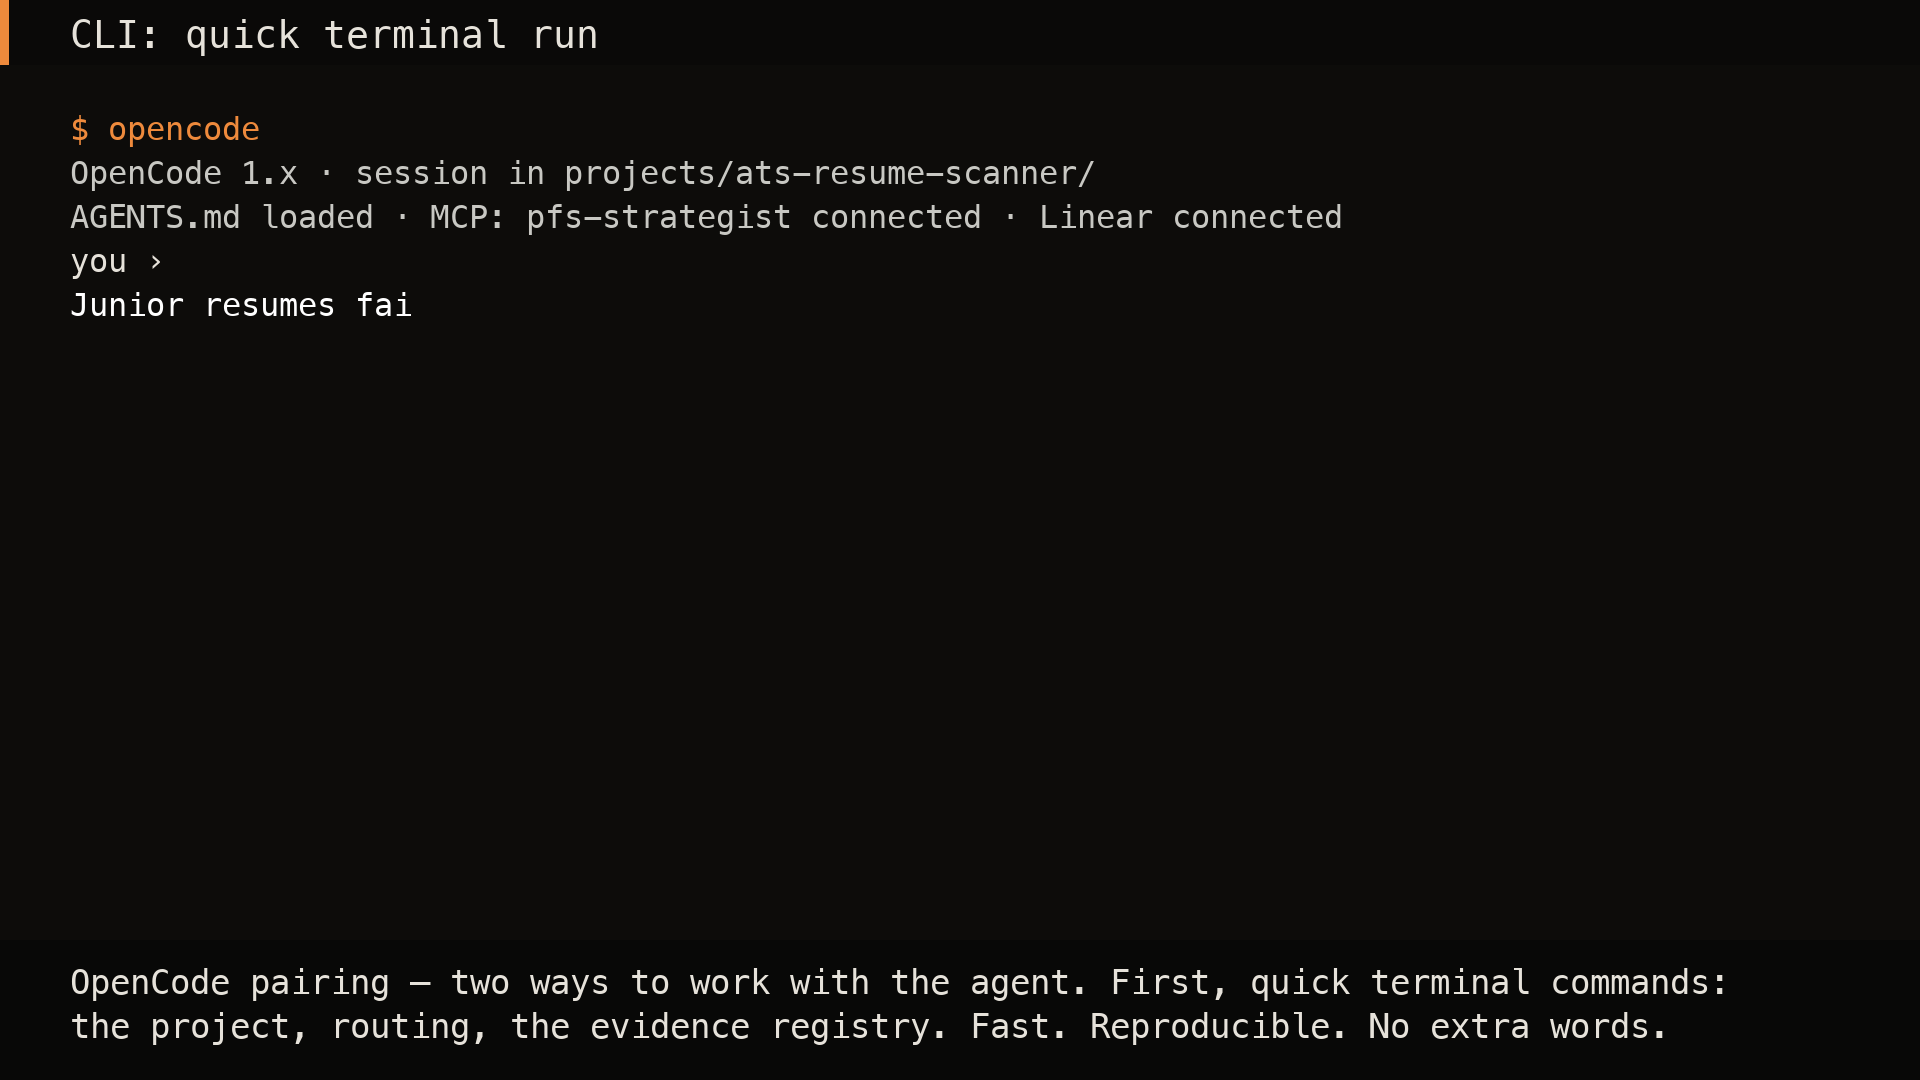 CLI: quick terminal run
$ opencode
OpenCode 1.x · session in projects/ats-resume-scanner/
AGENTS.md loaded · MCP: pfs-strategist connected · Linear connected
you ›
Junior resumes fai
OpenCode pairing — two ways to work with the agent. First, quick terminal commands:
the project, routing, the evidence registry. Fast. Reproducible. No extra words.